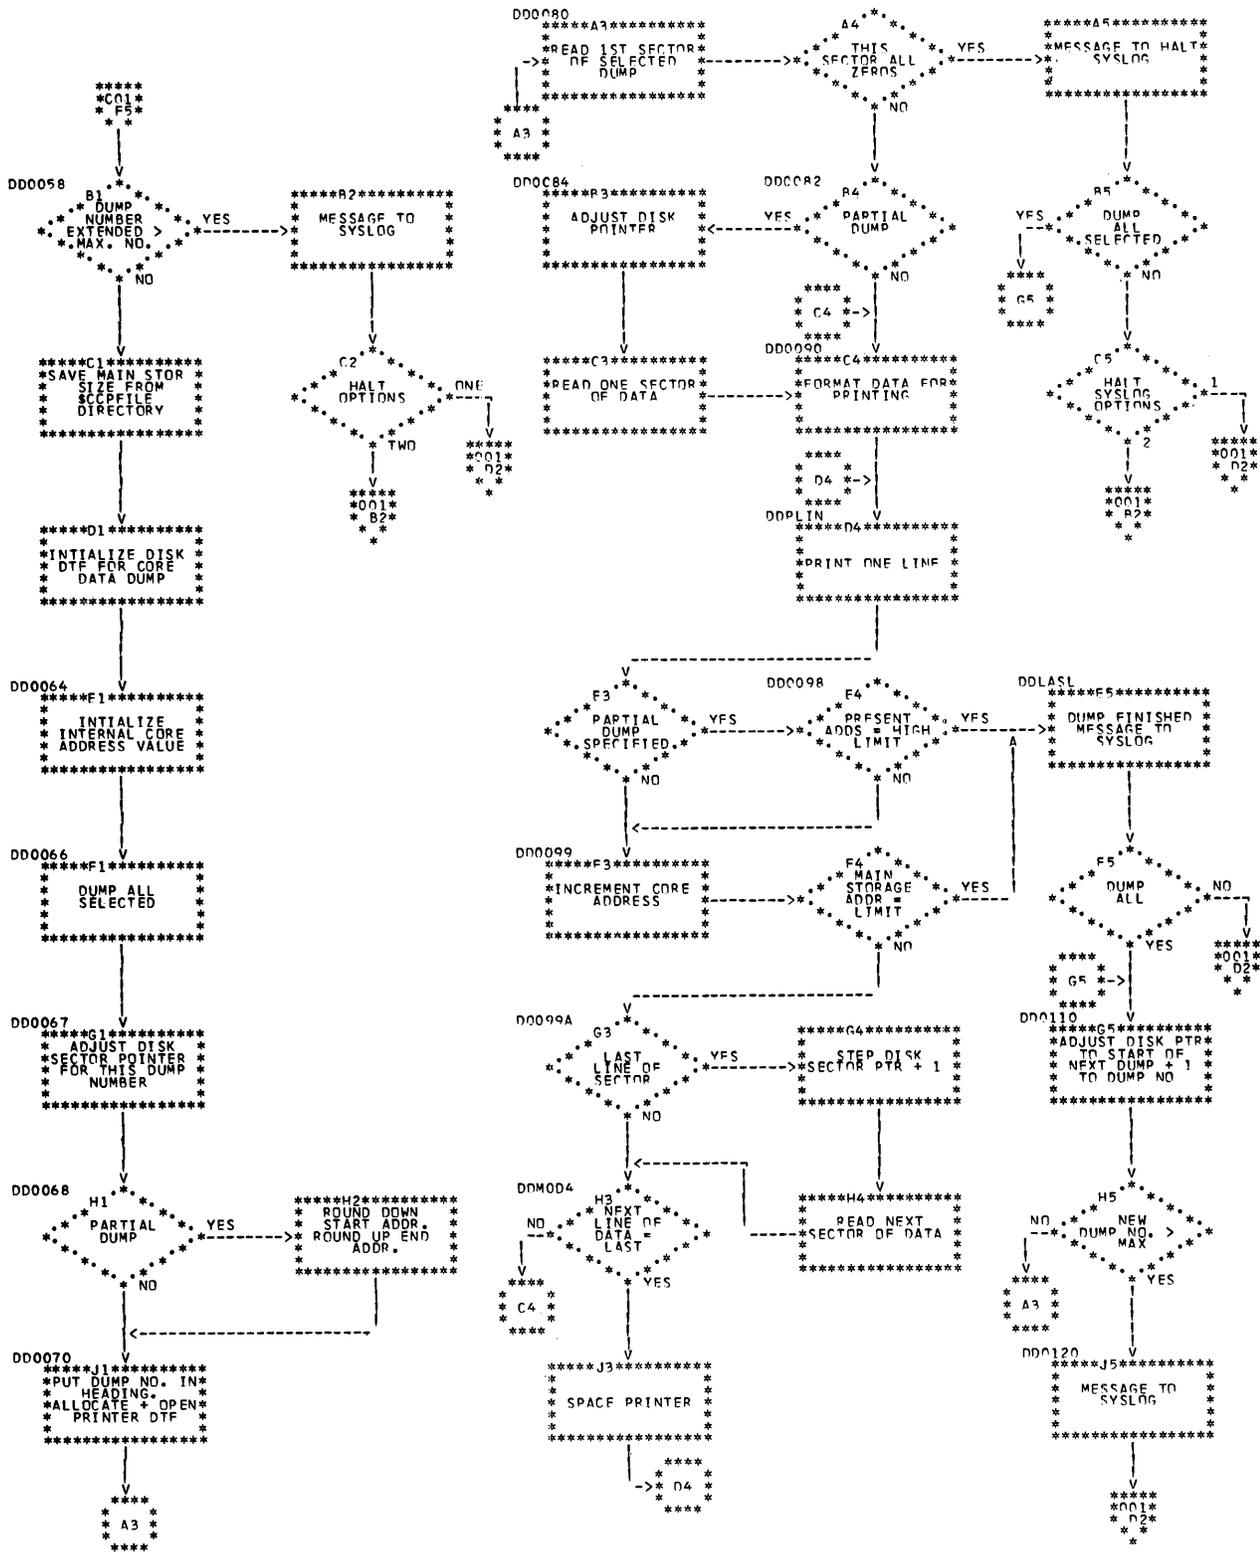 C01
F5
DD0058
B1
DUMP
NUMBER
EXTENDED >
MAX. NO.
YES
NO
B2
MESSAGE TO
SYSLOG
C1
SAVE MAIN STOR
SIZE FROM
$CCPFILE
DIRECTORY
C2
HALT
OPTIONS
ONE
TWO
001
D2
001
B2
D1
INTIALIZE DISK
DTF FOR CORE
DATA DUMP
DD0064
E1
INTIALIZE
INTERNAL CORE
ADDRESS VALUE
DD0066
F1
DUMP ALL
SELECTED
DD0067
G1
ADJUST DISK
SECTOR POINTER
FOR THIS DUMP
NUMBER
DD0068
H1
PARTIAL
DUMP
YES
NO
H2
ROUND DOWN
START ADDR.
ROUND UP END
ADDR.
DD0070
J1
PUT DUMP NO. IN
HEADING.
ALLOCATE + OPEN
PRINTER DTF
A3
DD0080
A3
READ 1ST SECTOR
OF SELECTED
DUMP
A3
A4
THIS
SECTOR ALL
ZEROS
YES
NO
A5
MESSAGE TO HALT
SYSLOG
DD0084
B3
ADJUST DISK
POINTER
DD0082
B4
PARTIAL
DUMP
YES
NO
B5
DUMP
ALL
SELECTED
YES
NO
G5
C4
C3
READ ONE SECTOR
OF DATA
DD0090
C4
FORMAT DATA FOR
PRINTING
C5
HALT
SYSLOG
OPTIONS
1
2
001
D2
001
B2
D4
DDPLIN
D4
PRINT ONE LINE
E3
PARTIAL
DUMP
SPECIFIED
YES
NO
DD0098
E4
PRESENT
ADDS = HIGH
LIMIT
YES
NO
DDLASL
E5
DUMP FINISHED
MESSAGE TO
SYSLOG
DD0099
F3
INCREMENT CORE
ADDRESS
F4
MAIN
STORAGE
ADDR =
LIMIT
YES
NO
F5
DUMP
ALL
NO
YES
001
D2
G5
DD0099A
G3
LAST
LINE OF
SECTOR
YES
NO
G4
STEP DISK
SECTOR PTR + 1
DD0110
G5
ADJUST DISK PTR
TO START OF
NEXT DUMP + 1
TO DUMP NO
DDMOD4
H3
NEXT
LINE OF
DATA =
LAST
NO
YES
C4
H4
READ NEXT
SECTOR OF DATA
H5
NEW
DUMP NO. >
MAX
NO
YES
A3
J3
SPACE PRINTER
D4
DD0120
J5
MESSAGE TO
SYSLOG
001
D2